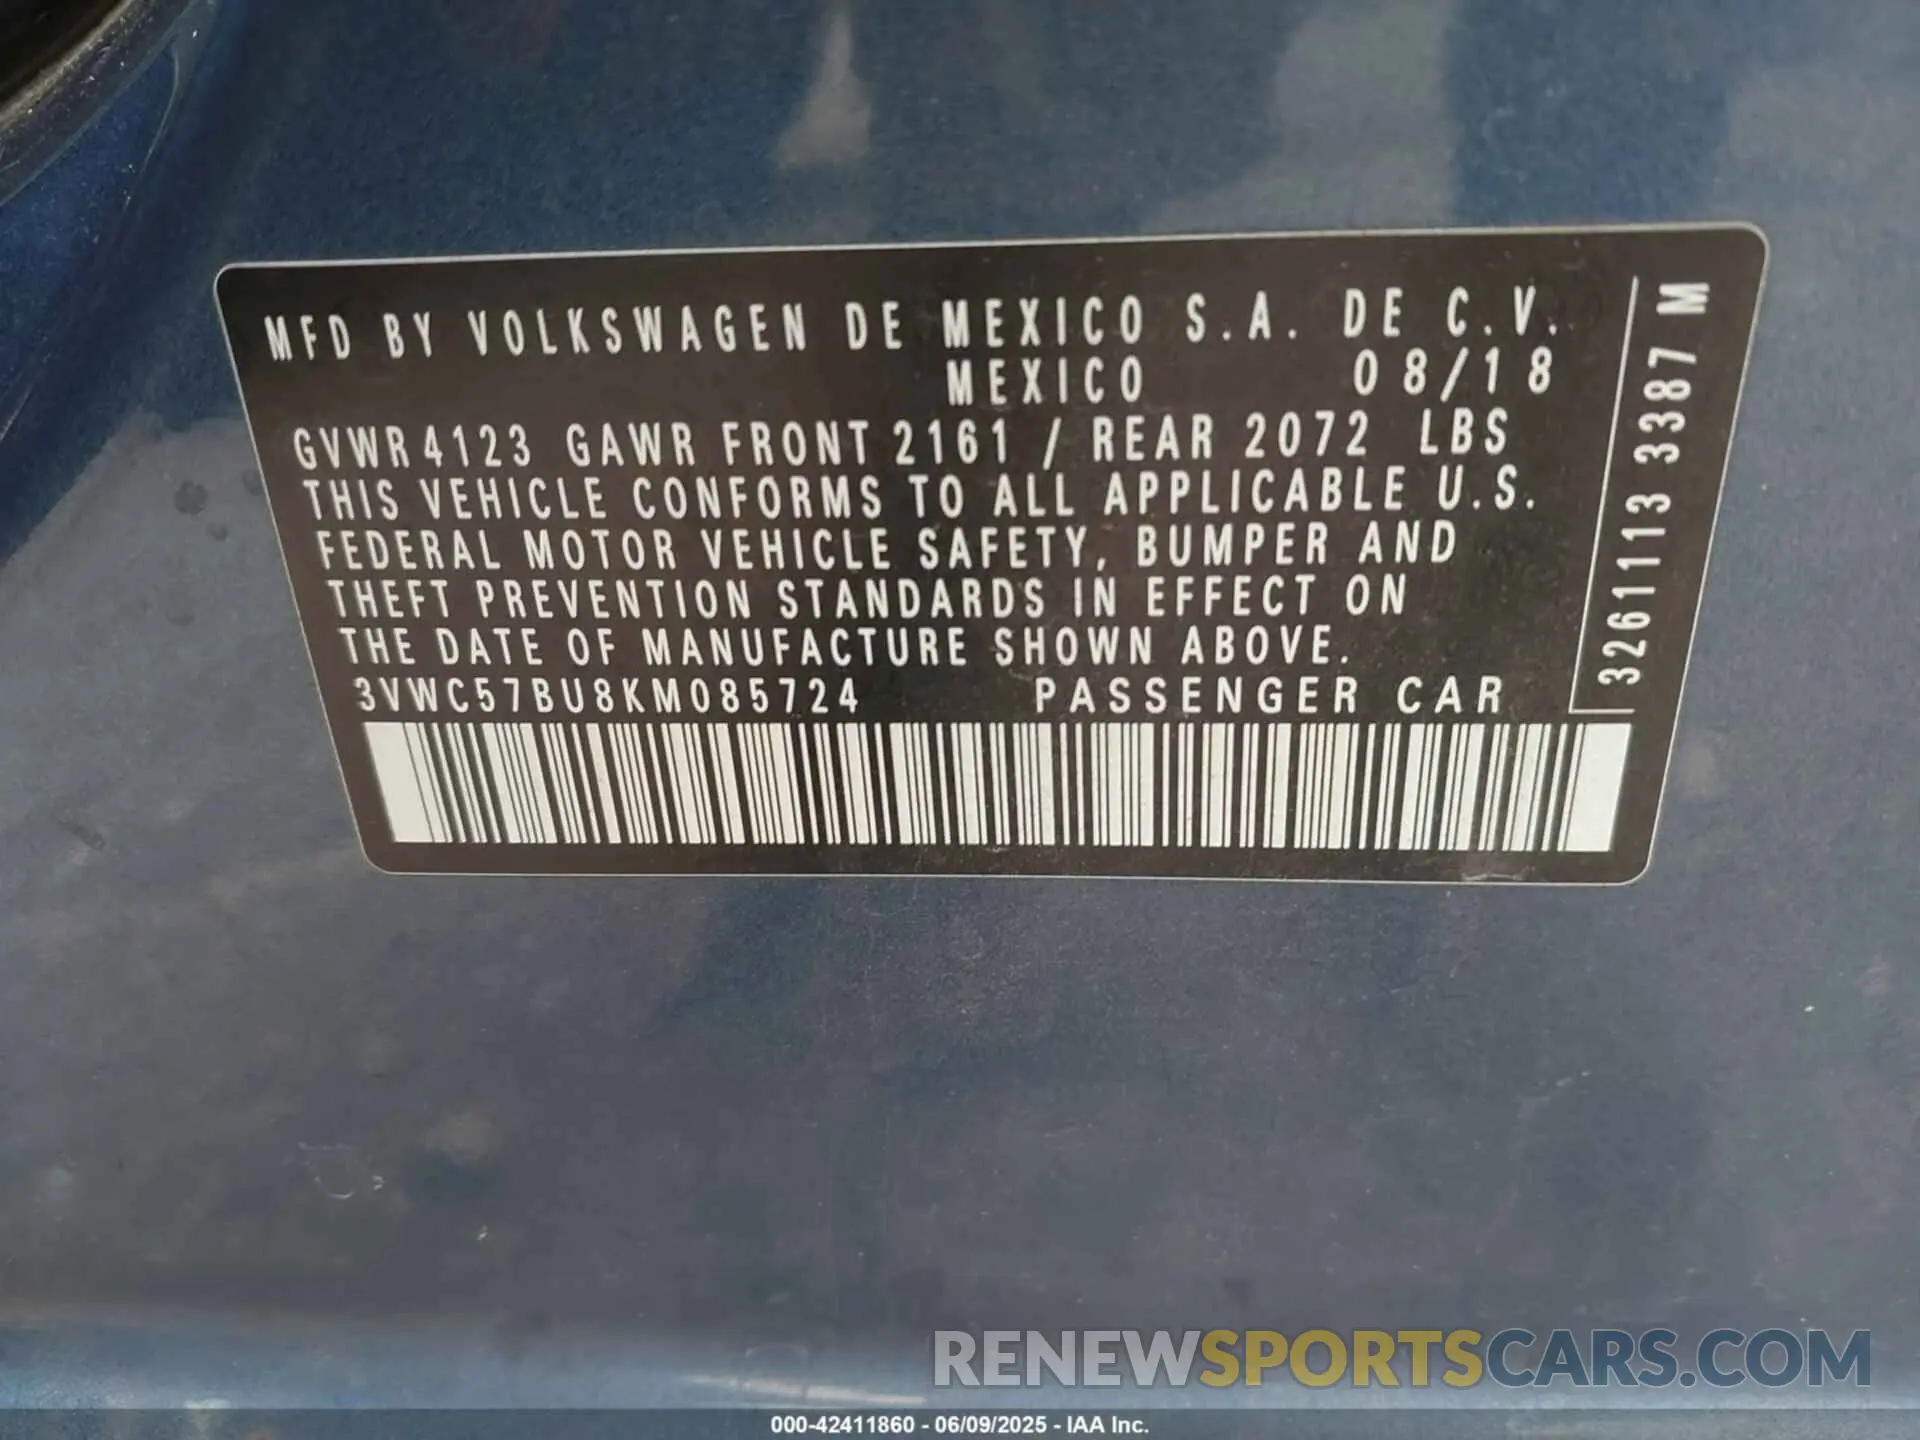 MFD BY VOLKSWAGEN DE MEXICO S.A. DE C.V.
MEXICO 08/18
GVWR 4123 GAWR FRONT 2161 / REAR 2072 LBS
THIS VEHICLE CONFORMS TO ALL APPLICABLE U.S.
FEDERAL MOTOR VEHICLE SAFETY, BUMPER AND
THEFT PREVENTION STANDARDS IN EFFECT ON
THE DATE OF MANUFACTURE SHOWN ABOVE.
3VWC57BU8KM085724 PASSENGER CAR
3261113 3387 M
RENEWSPORTSCARS.COM
000-42411860 - 06/09/2025 - IAA Inc.